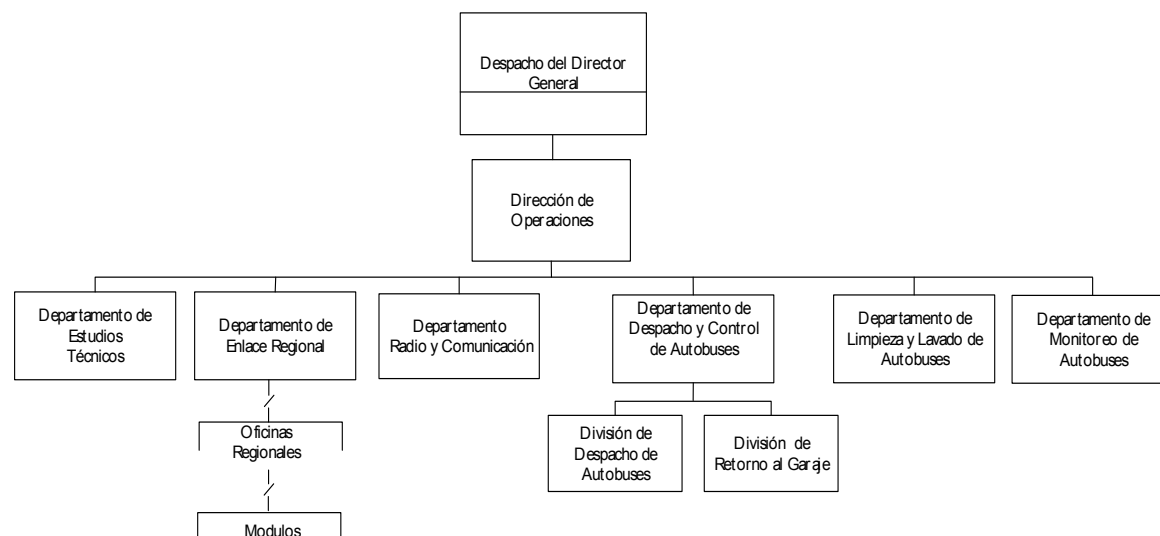 Despacho del Director
General
Dirección de
Operaciones
Departamento de
Estudios
Técnicos
Departamento de
Enlace Regional
Departamento
Radio y Comunicación
Departamento de
Despacho y Control
de Autobuses
Departamento de
Limpieza y Lavado de
Autobuses
Departamento de
Monitoreo de
Autobuses
Oficinas
Regionales
División de
Despacho de
Autobuses
División de
Retorno al Garaje
Modulos